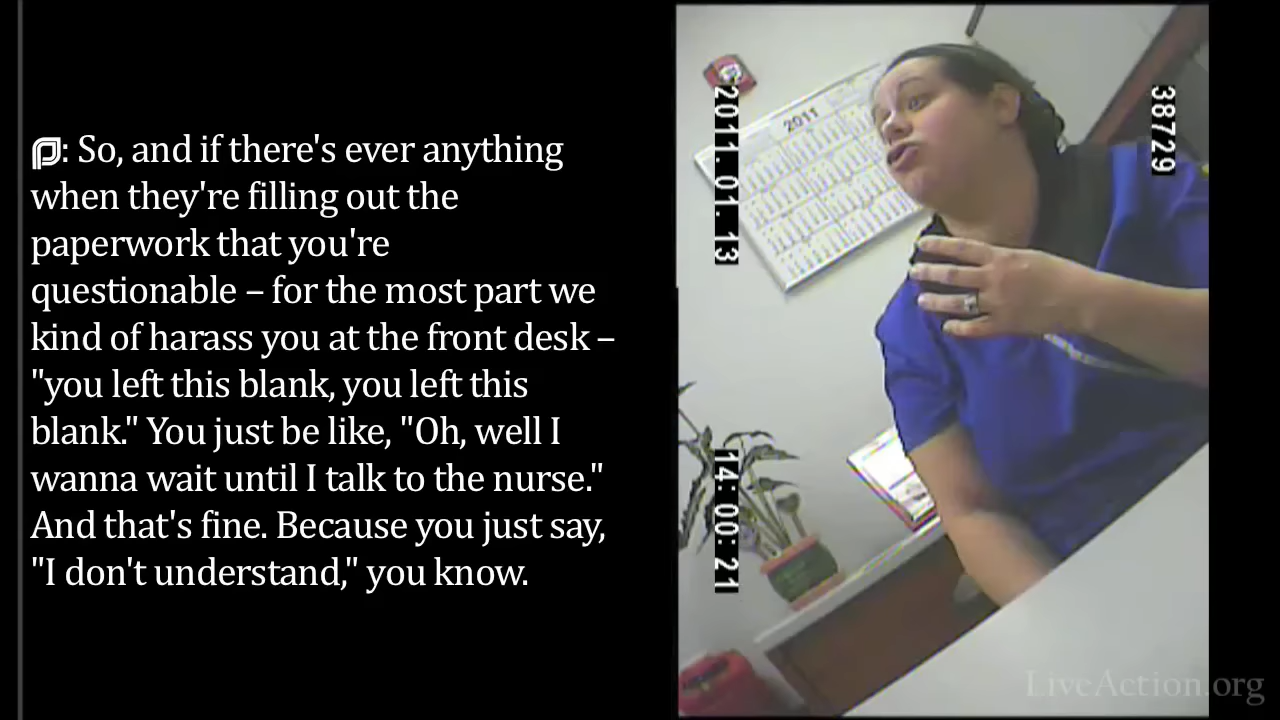 : So, and if there's ever anything
when they're filling out the
paperwork that you're
questionable – for the most part we
kind of harass you at the front desk –
"you left this blank, you left this
blank." You just be like, "Oh, well I
wanna wait until I talk to the nurse."
And that's fine. Because you just say,
"I don't understand," you know.
2011
2011.01.13
14:00:21
38729
LiveAction.org